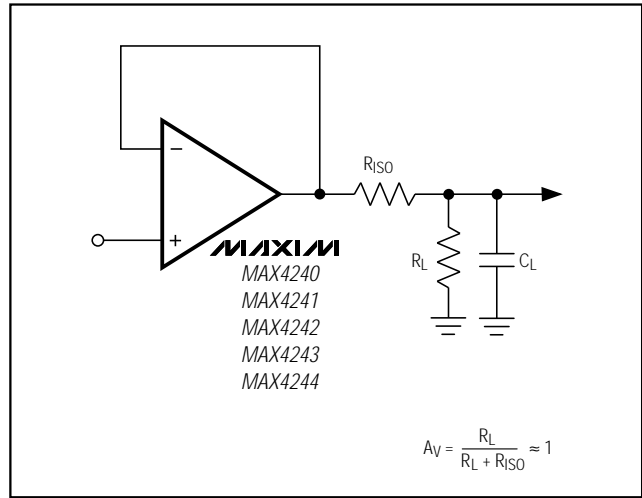 −
+
RISO
RL
CL
MAXIM
MAX4240
MAX4241
MAX4242
MAX4243
MAX4244
AV = RL / (RL + RISO) ≈ 1